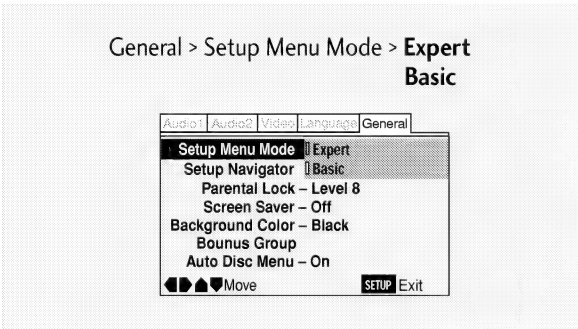 General > Setup Menu Mode > Expert
Basic
Audio1 Audio2 Video Language General
Setup Menu Mode Expert
Setup Navigator Basic
Parental Lock – Level 8
Screen Saver – Off
Background Color – Black
Bounus Group
Auto Disc Menu – On
Move SETUP Exit